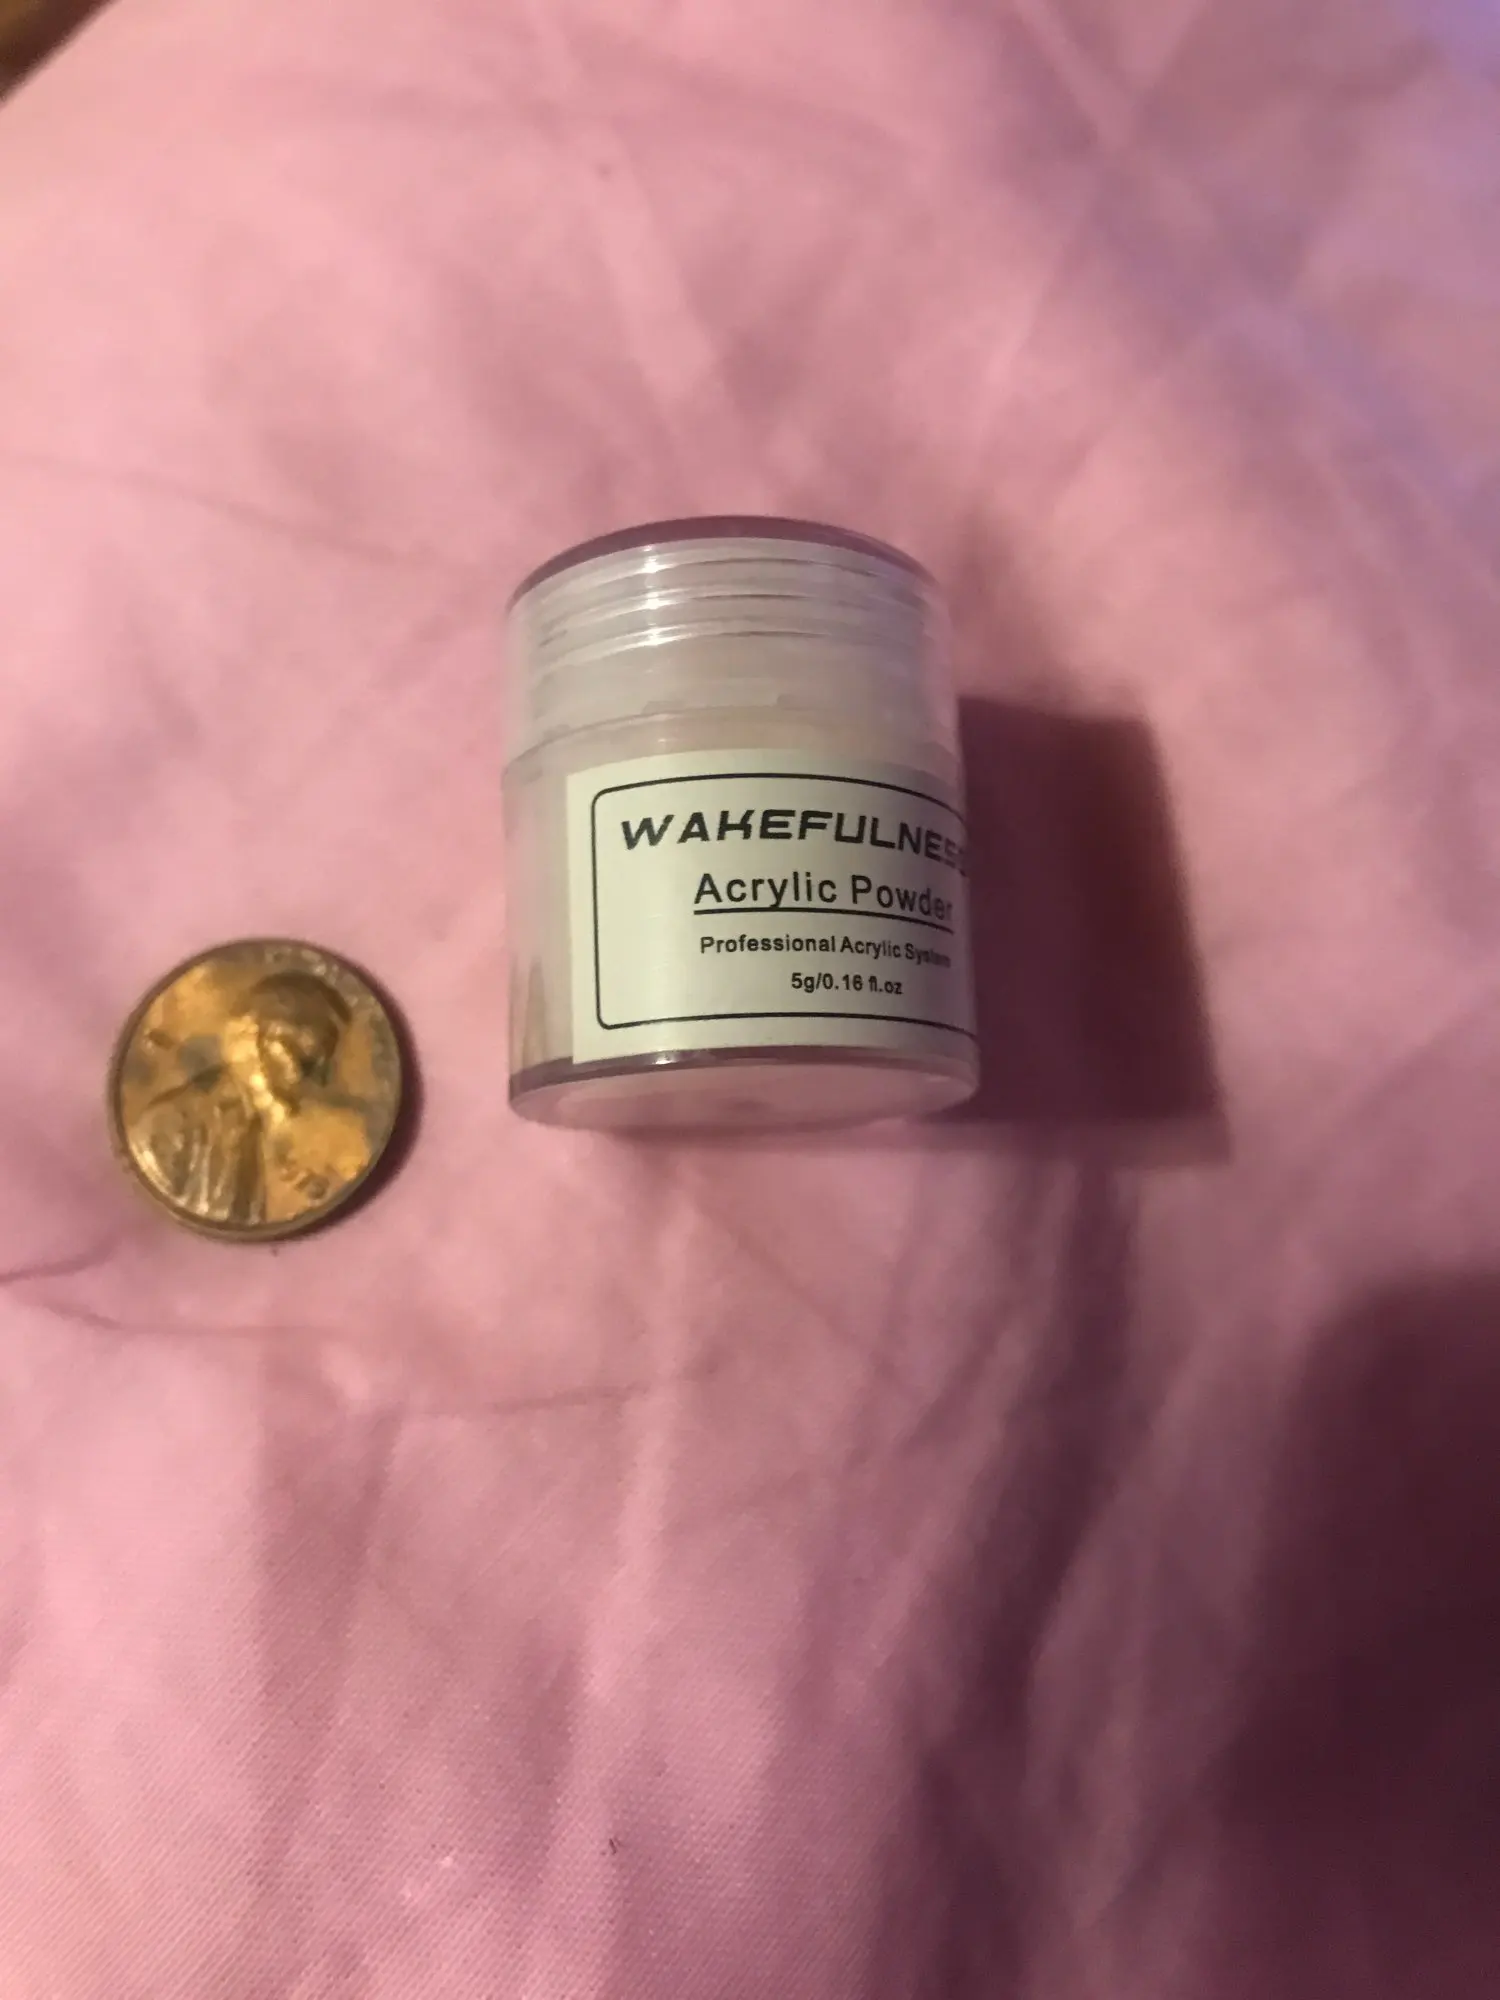 WAKEFULNESS
Acrylic Powder
Professional Acrylic System
5g/0.16 fl.oz